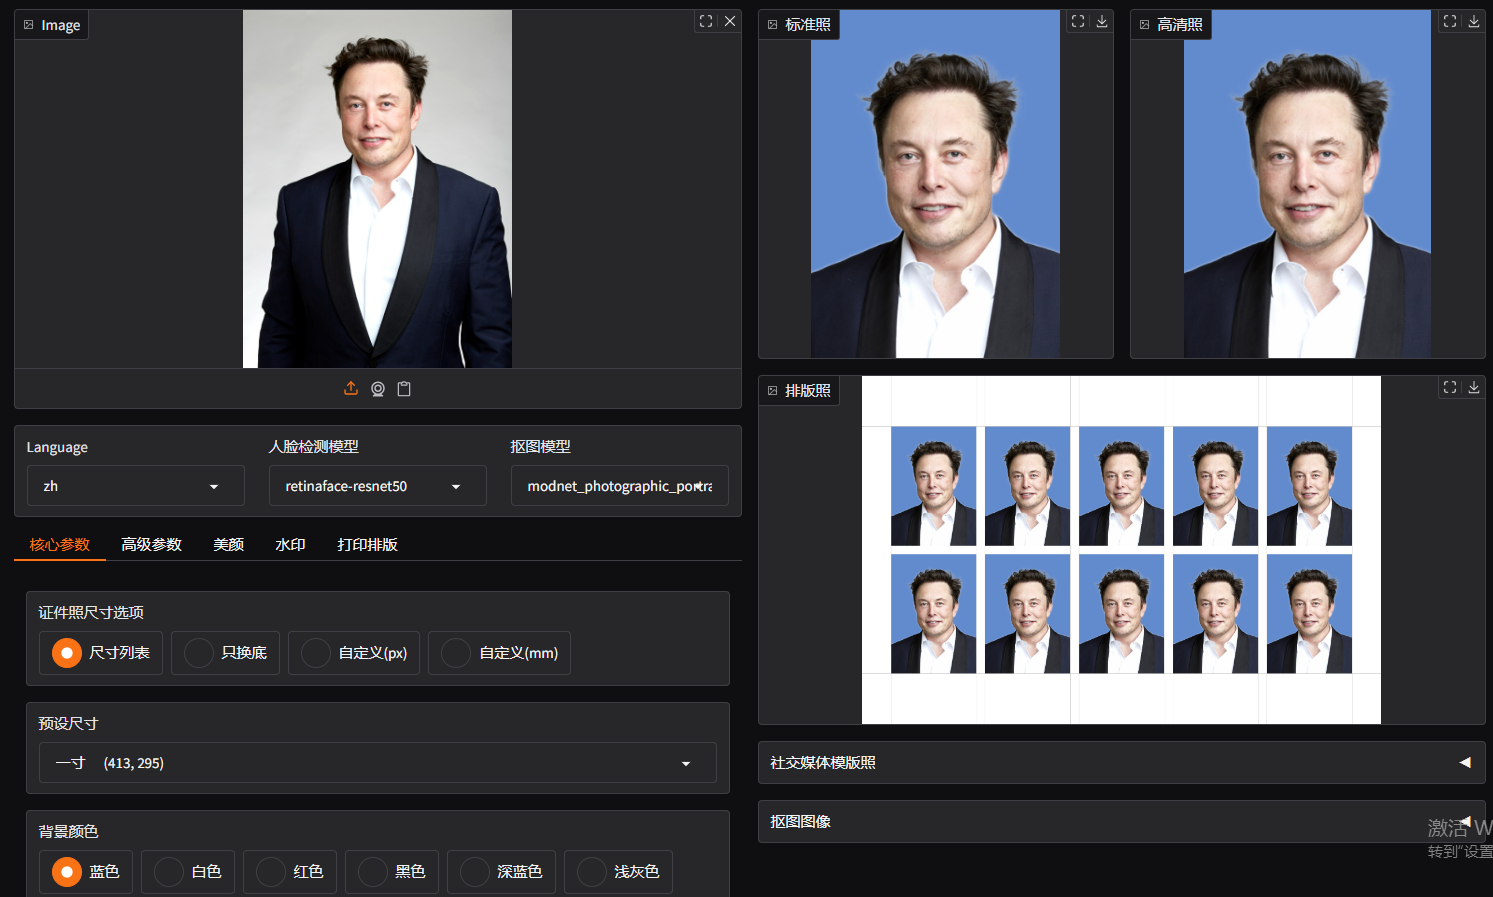 Image
标准照
高清照
排版照
Language
人脸检测模型
抠图模型
zh
retinaface-resnet50
modnet_photographic_portra
核心参数
高级参数
美颜
水印
打印排版
证件照尺寸选项
尺寸列表
只换底
自定义(px)
自定义(mm)
预设尺寸
一寸 (413, 295)
背景颜色
蓝色
白色
红色
黑色
深蓝色
浅灰色
社交媒体模版照
抠图图像
激活 W
转到"设置